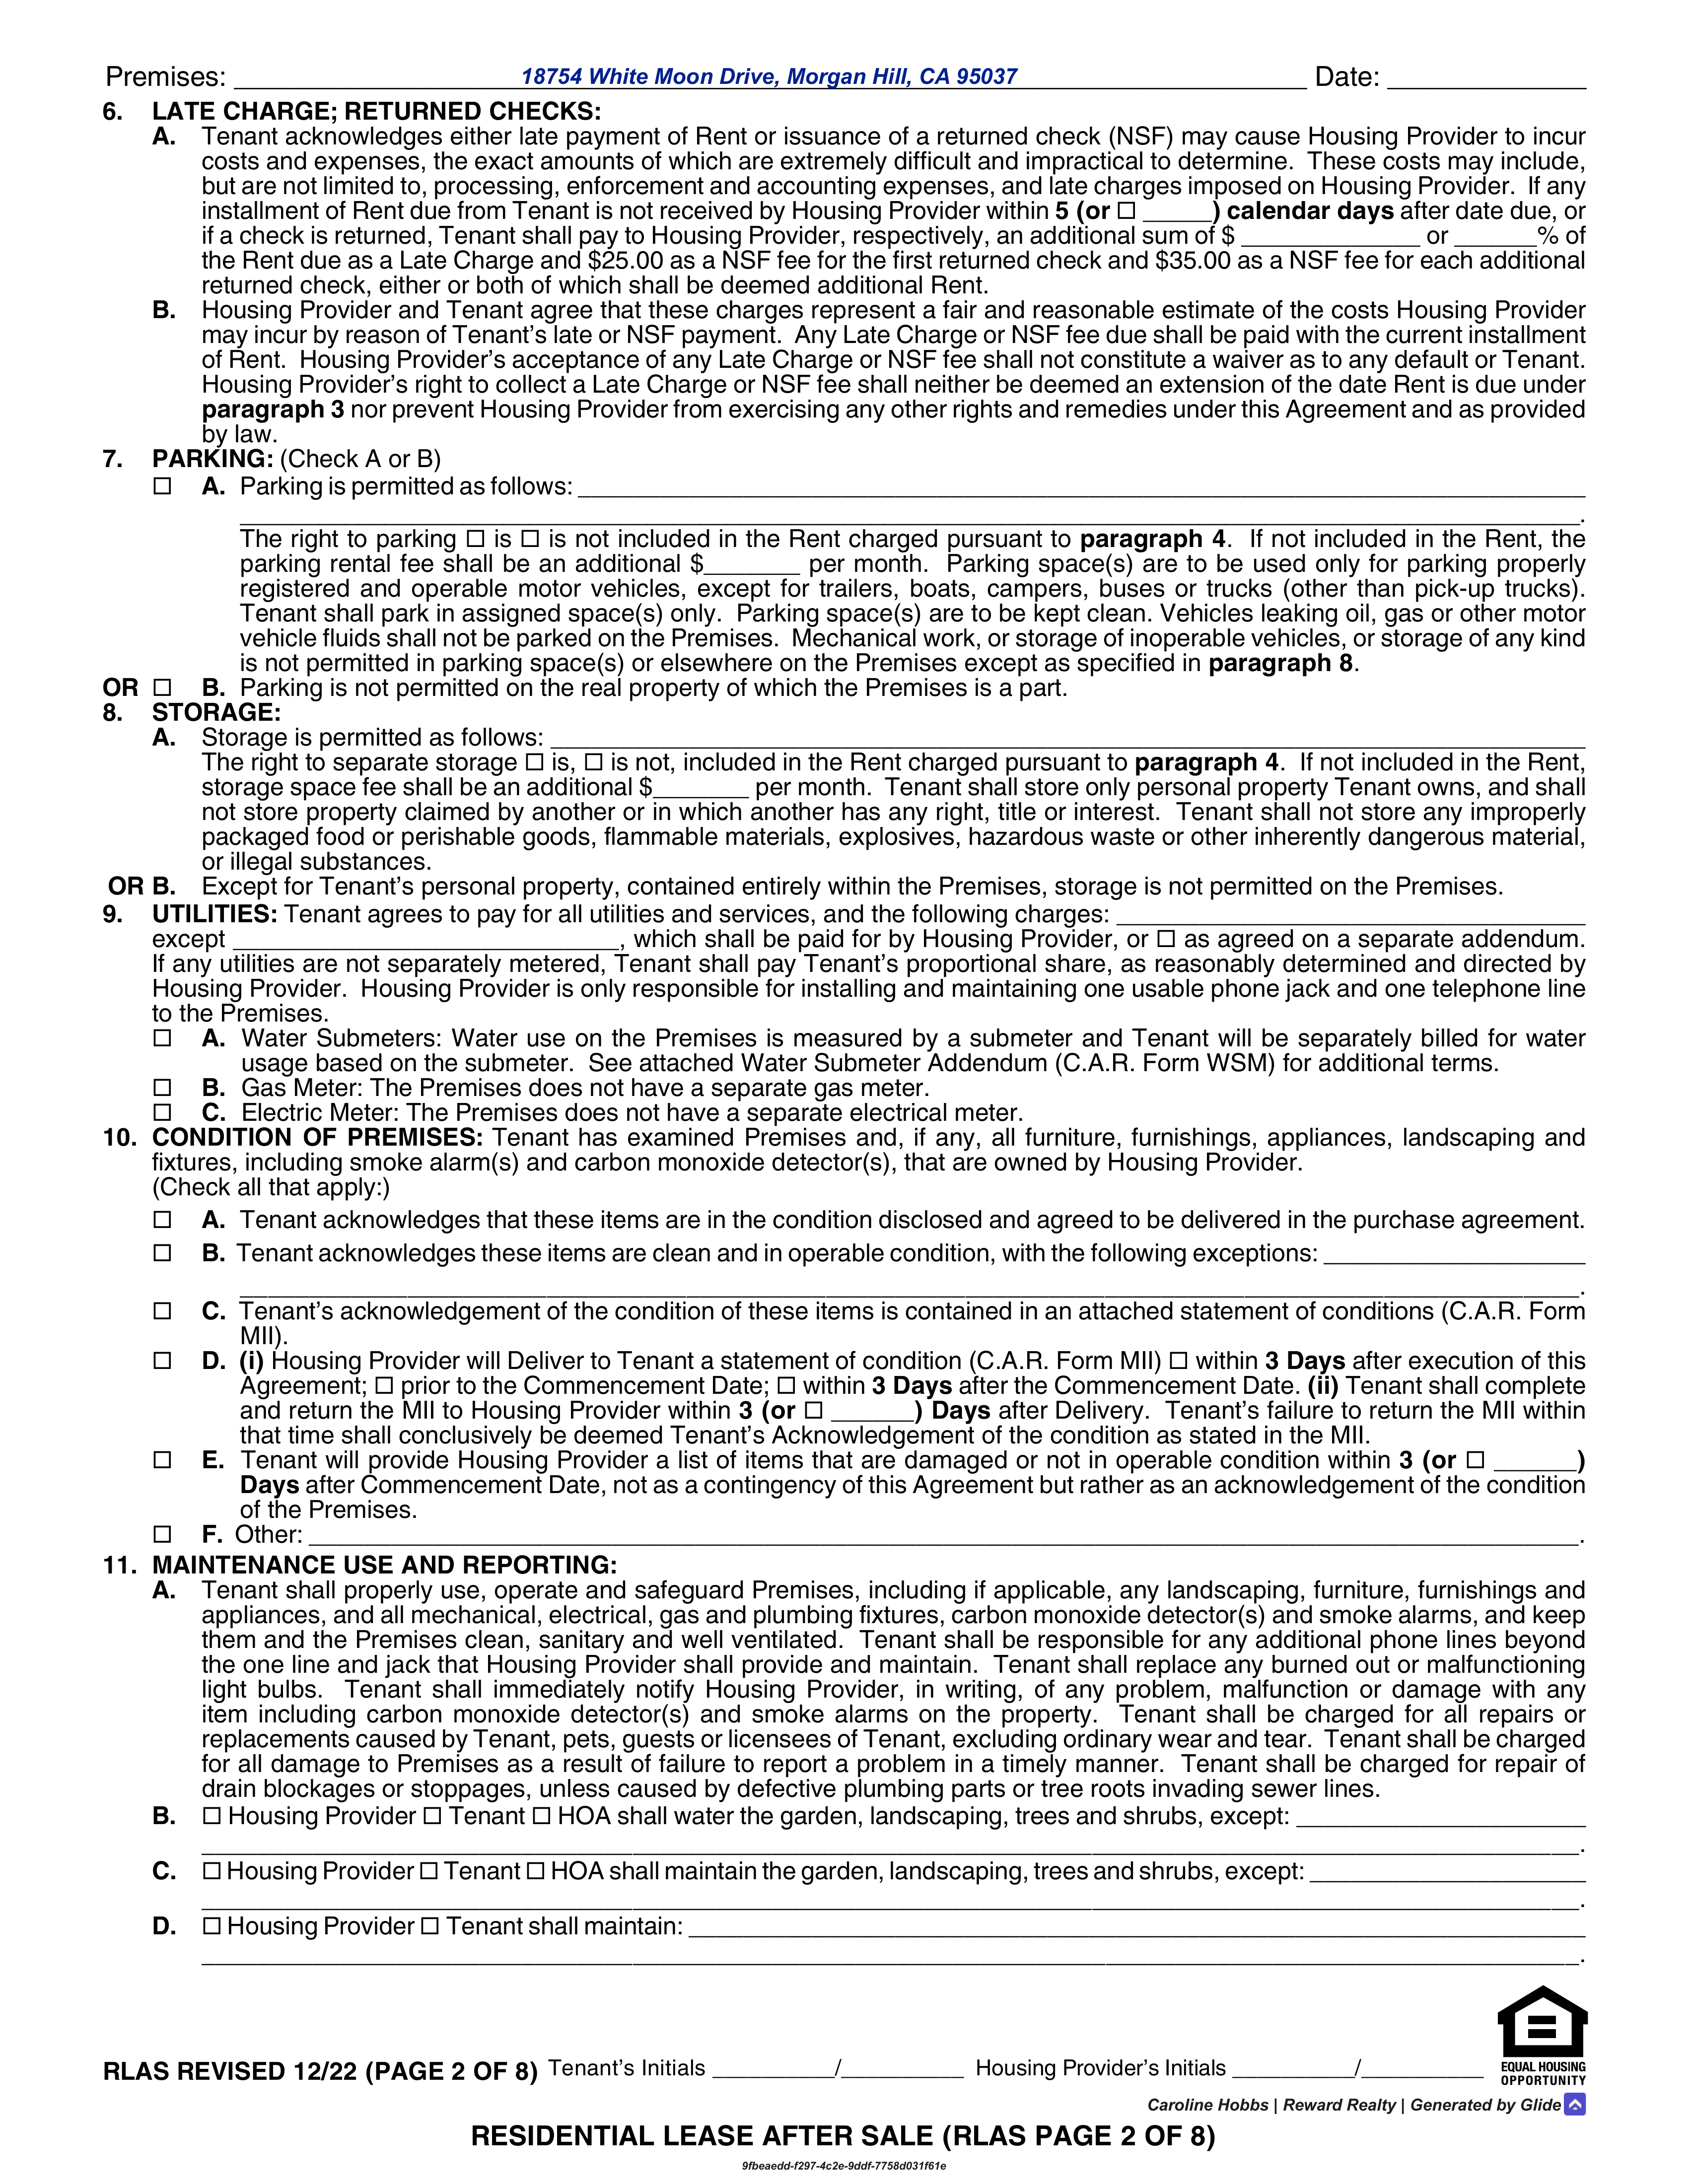 Premises: 18754 White Moon Drive, Morgan Hill, CA 95037 Date:
6. LATE CHARGE; RETURNED CHECKS:
A. Tenant acknowledges either late payment of Rent or issuance of a returned check (NSF) may cause Housing Provider to incur
costs and expenses, the exact amounts of which are extremely difficult and impractical to determine. These costs may include,
but are not limited to, processing, enforcement and accounting expenses, and late charges imposed on Housing Provider. If any
installment of Rent due from Tenant is not received by Housing Provider within 5 (or ☐ _____) calendar days after date due, or
if a check is returned, Tenant shall pay to Housing Provider, respectively, an additional sum of $ _____________ or ______% of
the Rent due as a Late Charge and $25.00 as a NSF fee for the first returned check and $35.00 as a NSF fee for each additional
returned check, either or both of which shall be deemed additional Rent.
B. Housing Provider and Tenant agree that these charges represent a fair and reasonable estimate of the costs Housing Provider
may incur by reason of Tenant's late or NSF payment. Any Late Charge or NSF fee due shall be paid with the current installment
of Rent. Housing Provider's acceptance of any Late Charge or NSF fee shall not constitute a waiver as to any default or Tenant.
Housing Provider's right to collect a Late Charge or NSF fee shall neither be deemed an extension of the date Rent is due under
paragraph 3 nor prevent Housing Provider from exercising any other rights and remedies under this Agreement and as provided
by law.
7. PARKING: (Check A or B)
☐ A. Parking is permitted as follows: ____________________
____________________.
The right to parking ☐ is ☐ is not included in the Rent charged pursuant to paragraph 4. If not included in the Rent, the
parking rental fee shall be an additional $_______ per month. Parking space(s) are to be used only for parking properly
registered and operable motor vehicles, except for trailers, boats, campers, buses or trucks (other than pick-up trucks).
Tenant shall park in assigned space(s) only. Parking space(s) are to be kept clean. Vehicles leaking oil, gas or other motor
vehicle fluids shall not be parked on the Premises. Mechanical work, or storage of inoperable vehicles, or storage of any kind
is not permitted in parking space(s) or elsewhere on the Premises except as specified in paragraph 8.
OR ☐ B. Parking is not permitted on the real property of which the Premises is a part.
8. STORAGE:
A. Storage is permitted as follows: ____________________
The right to separate storage ☐ is, ☐ is not, included in the Rent charged pursuant to paragraph 4. If not included in the Rent,
storage space fee shall be an additional $_______ per month. Tenant shall store only personal property Tenant owns, and shall
not store property claimed by another or in which another has any right, title or interest. Tenant shall not store any improperly
packaged food or perishable goods, flammable materials, explosives, hazardous waste or other inherently dangerous material,
or illegal substances.
OR B. Except for Tenant's personal property, contained entirely within the Premises, storage is not permitted on the Premises.
9. UTILITIES: Tenant agrees to pay for all utilities and services, and the following charges: ____________________
except ____________________, which shall be paid for by Housing Provider, or ☐ as agreed on a separate addendum.
If any utilities are not separately metered, Tenant shall pay Tenant's proportional share, as reasonably determined and directed by
Housing Provider. Housing Provider is only responsible for installing and maintaining one usable phone jack and one telephone line
to the Premises.
☐ A. Water Submeters: Water use on the Premises is measured by a submeter and Tenant will be separately billed for water
usage based on the submeter. See attached Water Submeter Addendum (C.A.R. Form WSM) for additional terms.
☐ B. Gas Meter: The Premises does not have a separate gas meter.
☐ C. Electric Meter: The Premises does not have a separate electrical meter.
10. CONDITION OF PREMISES: Tenant has examined Premises and, if any, all furniture, furnishings, appliances, landscaping and
fixtures, including smoke alarm(s) and carbon monoxide detector(s), that are owned by Housing Provider.
(Check all that apply:)
☐ A. Tenant acknowledges that these items are in the condition disclosed and agreed to be delivered in the purchase agreement.
☐ B. Tenant acknowledges these items are clean and in operable condition, with the following exceptions: ____________________
____________________.
☐ C. Tenant's acknowledgement of the condition of these items is contained in an attached statement of conditions (C.A.R. Form
MII).
☐ D. (i) Housing Provider will Deliver to Tenant a statement of condition (C.A.R. Form MII) ☐ within 3 Days after execution of this
Agreement; ☐ prior to the Commencement Date; ☐ within 3 Days after the Commencement Date. (ii) Tenant shall complete
and return the MII to Housing Provider within 3 (or ☐ ______) Days after Delivery. Tenant's failure to return the MII within
that time shall conclusively be deemed Tenant's Acknowledgement of the condition as stated in the MII.
☐ E. Tenant will provide Housing Provider a list of items that are damaged or not in operable condition within 3 (or ☐ ______)
Days after Commencement Date, not as a contingency of this Agreement but rather as an acknowledgement of the condition
of the Premises.
☐ F. Other: ____________________.
11. MAINTENANCE USE AND REPORTING:
A. Tenant shall properly use, operate and safeguard Premises, including if applicable, any landscaping, furniture, furnishings and
appliances, and all mechanical, electrical, gas and plumbing fixtures, carbon monoxide detector(s) and smoke alarms, and keep
them and the Premises clean, sanitary and well ventilated. Tenant shall be responsible for any additional phone lines beyond
the one line and jack that Housing Provider shall provide and maintain. Tenant shall replace any burned out or malfunctioning
light bulbs. Tenant shall immediately notify Housing Provider, in writing, of any problem, malfunction or damage with any
item including carbon monoxide detector(s) and smoke alarms on the property. Tenant shall be charged for all repairs or
replacements caused by Tenant, pets, guests or licensees of Tenant, excluding ordinary wear and tear. Tenant shall be charged
for all damage to Premises as a result of failure to report a problem in a timely manner. Tenant shall be charged for repair of
drain blockages or stoppages, unless caused by defective plumbing parts or tree roots invading sewer lines.
B. ☐ Housing Provider ☐ Tenant ☐ HOA shall water the garden, landscaping, trees and shrubs, except: ____________________
____________________.
C. ☐ Housing Provider ☐ Tenant ☐ HOA shall maintain the garden, landscaping, trees and shrubs, except: ____________________
____________________.
D. ☐ Housing Provider ☐ Tenant shall maintain: ____________________
____________________.
RLAS REVISED 12/22 (PAGE 2 OF 8) Tenant's Initials _________/_________ Housing Provider's Initials _________/_________
EQUAL HOUSING
OPPORTUNITY
Caroline Hobbs | Reward Realty | Generated by Glide
RESIDENTIAL LEASE AFTER SALE (RLAS PAGE 2 OF 8)
9fbeaedd-f297-4c2e-9ddf-7758d031f61e